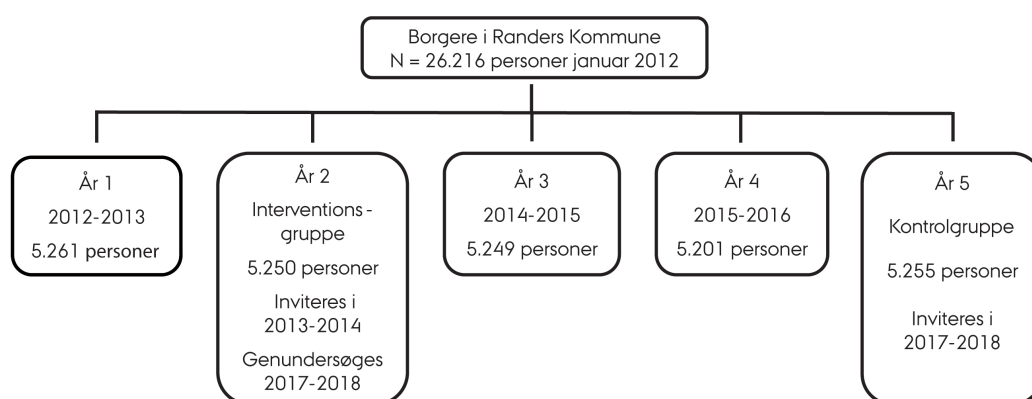 Borgere i Randers Kommune
N = 26.216 personer januar 2012
År 1
2012-2013
5.261 personer
År 2
Interventions-
gruppe
5.250 personer
Inviteres i
2013-2014
Genundersøges
2017-2018
År 3
2014-2015
5.249 personer
År 4
2015-2016
5.201 personer
År 5
Kontrolgruppe
5.255 personer
Inviteres i
2017-2018